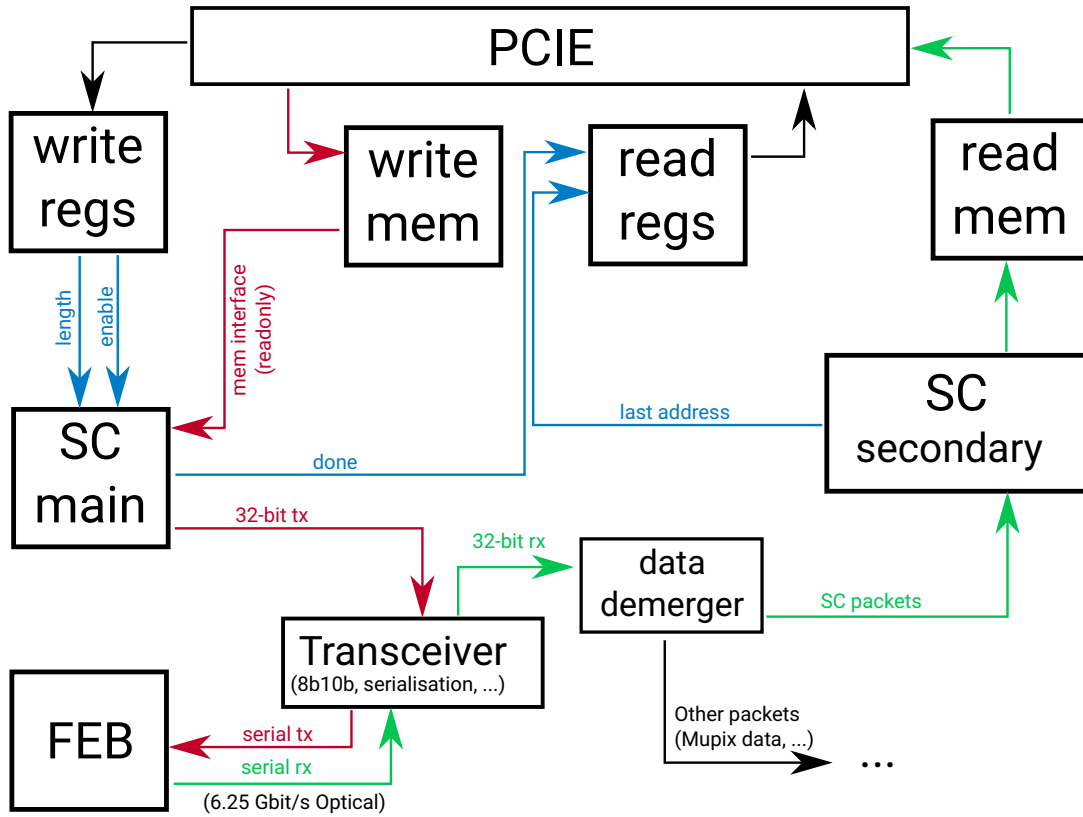 PCIE
write
regs
write
mem
read
regs
read
mem
length
enable
mem interface
(readonly)
SC
main
SC
secondary
last address
done
32-bit tx
32-bit rx
data
demerger
SC packets
Transceiver
(8b10b, serialisation, ...)
FEB
serial tx
serial rx
(6.25 Gbit/s Optical)
Other packets
(Mupix data, ...)
...